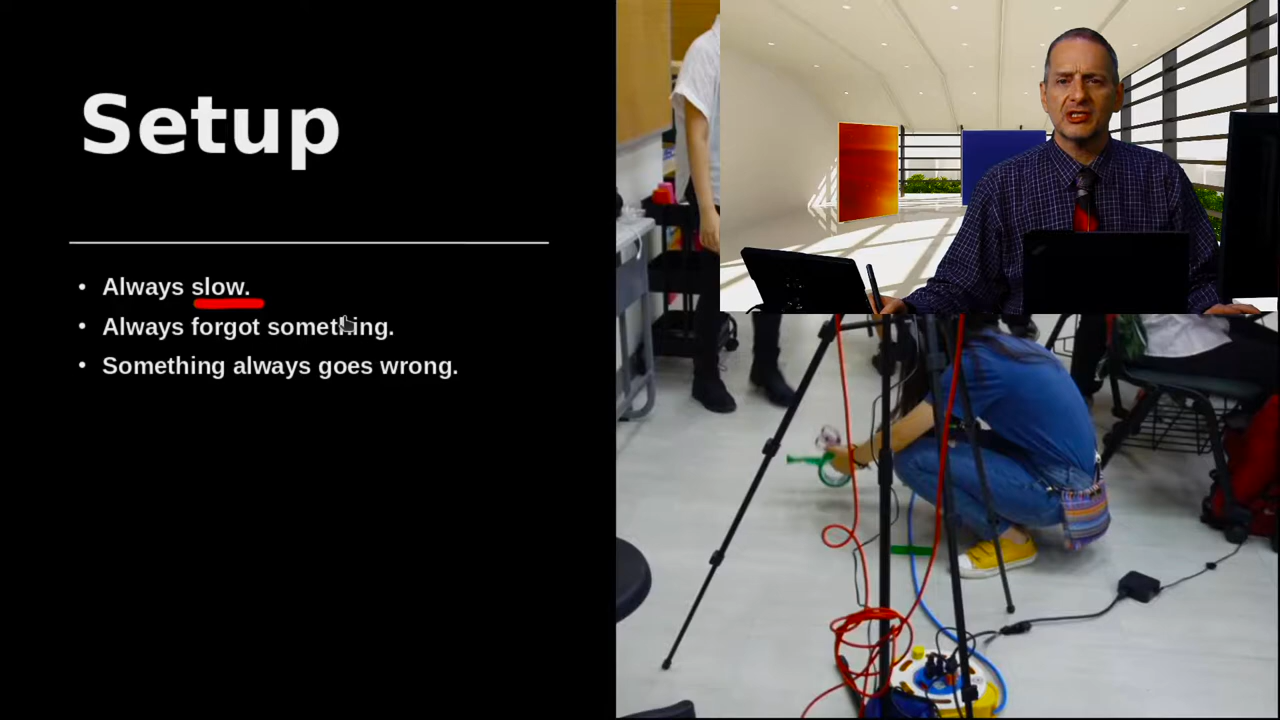 Setup
• Always slow.
• Always forgot something.
• Something always goes wrong.